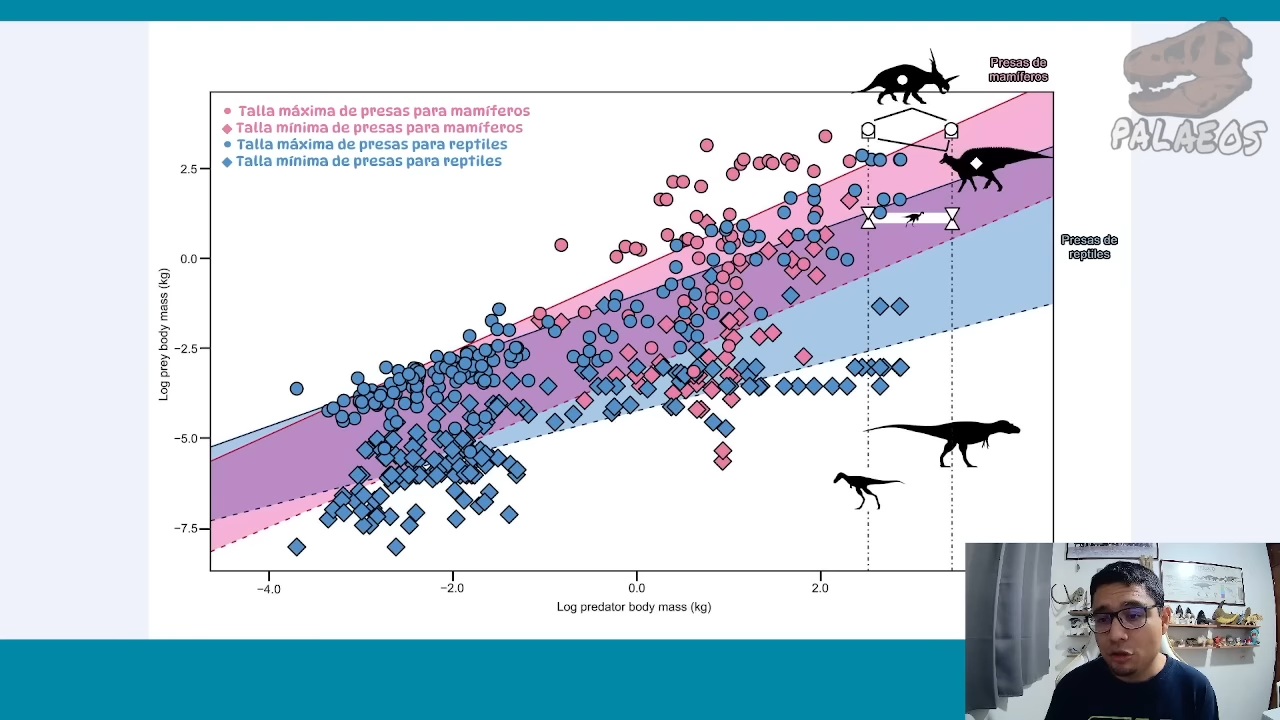 Presas de
mamíferos
PALAEOS
Talla máxima de presas para mamíferos
Talla mínima de presas para mamíferos
Talla máxima de presas para reptiles
Talla mínima de presas para reptiles
Presas de
reptiles
Log prey body mass (kg)
2.5
0.0
−2.5
−5.0
−7.5
−4.0
−2.0
0.0
2.0
Log predator body mass (kg)